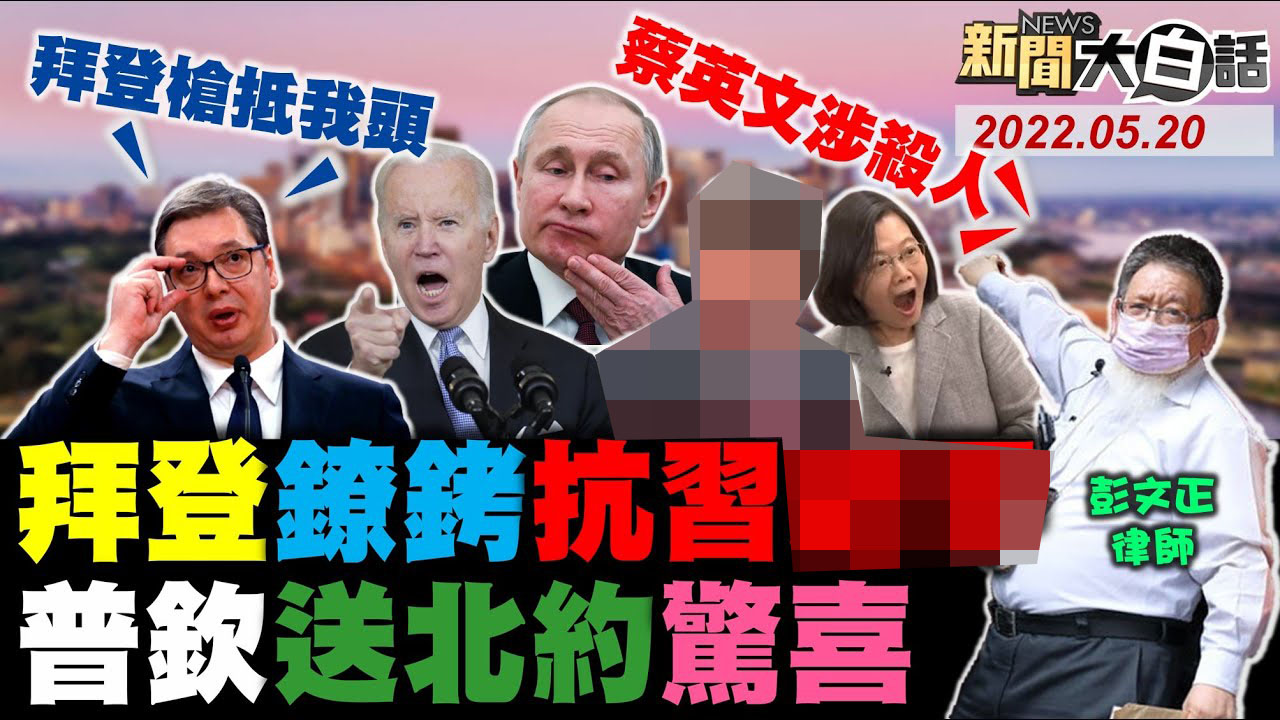 NEWS
新聞大白話
2022.05.20
拜登槍抵我頭
蔡英文涉殺人
彭文正
律師
拜登鐐銬抗習
普欽送北約驚喜